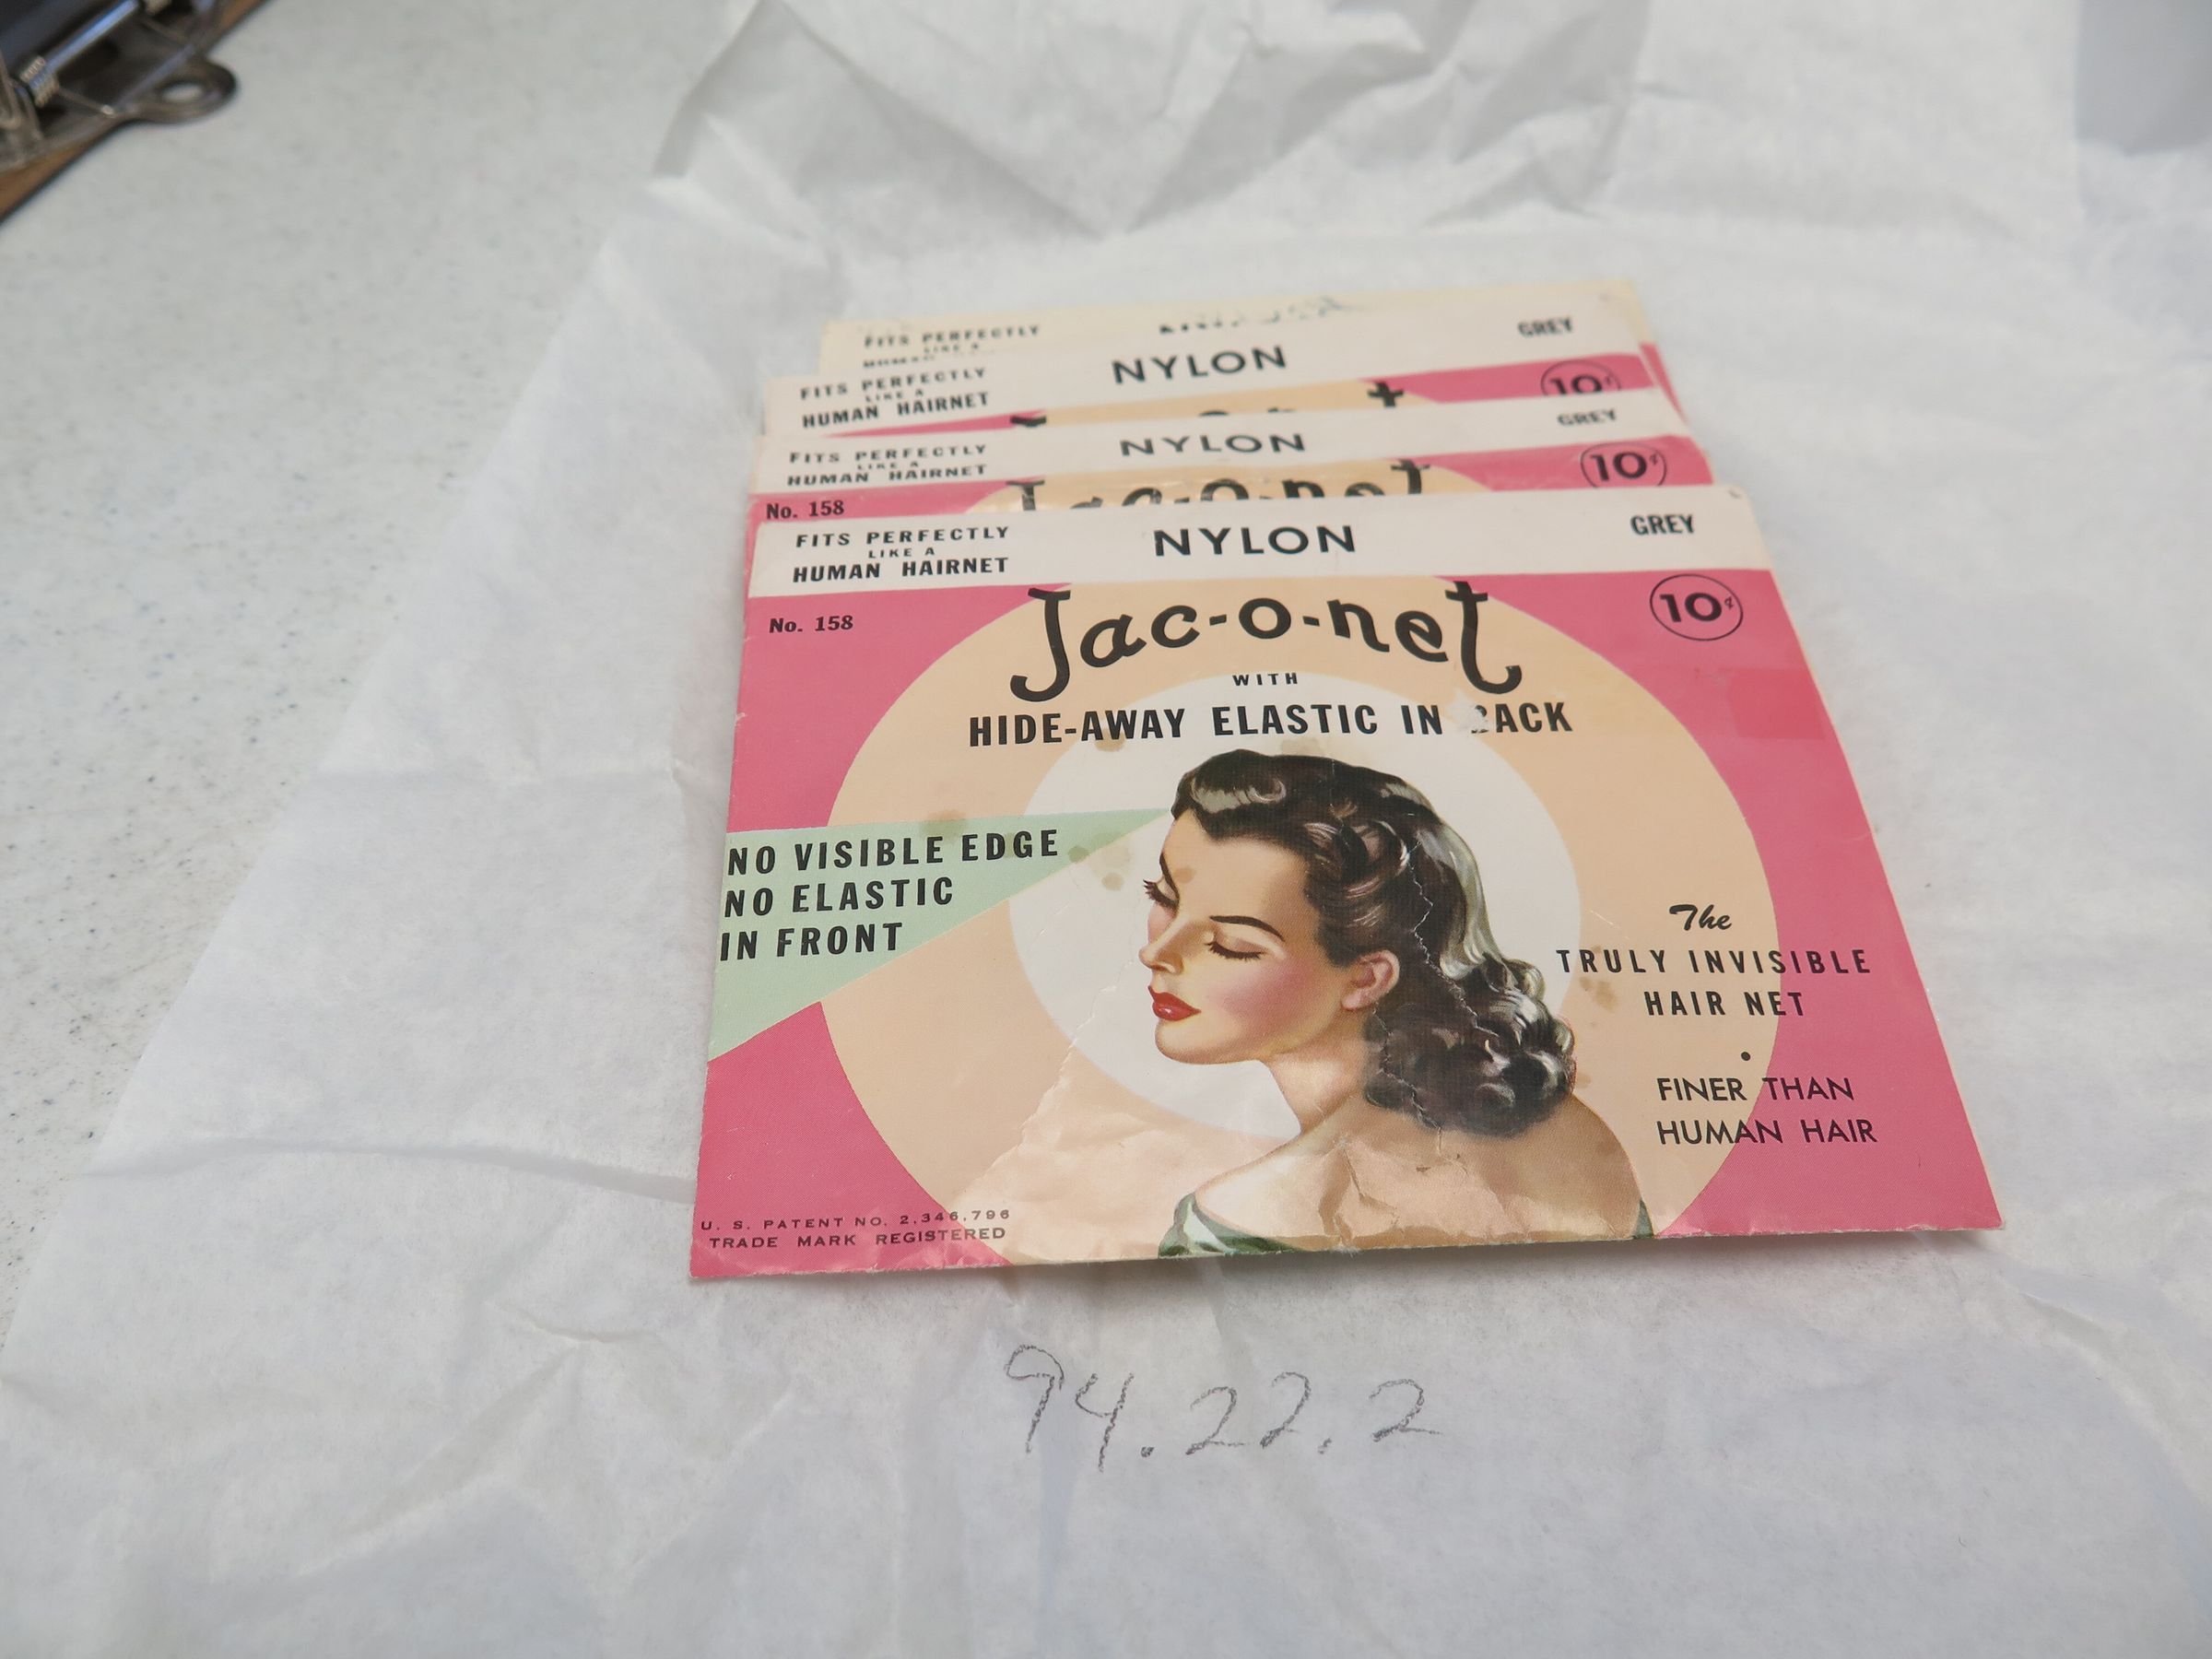 FITS PERFECTLY
LIKE A
GREY
NYLON
10¢
FITS PERFECTLY
LIKE A
HUMAN HAIRNET
GREY
NYLON
10¢
FITS PERFECTLY
LIKE A
HUMAN HAIRNET
Jac-o-net
No. 158
FITS PERFECTLY
LIKE A
HUMAN HAIRNET
NYLON
GREY
No. 158
10¢
Jac-o-net
WITH
HIDE-AWAY ELASTIC IN BACK
NO VISIBLE EDGE
NO ELASTIC
IN FRONT
The
TRULY INVISIBLE
HAIR NET
•
FINER THAN
HUMAN HAIR
U. S. PATENT NO. 2,346,796
TRADE MARK REGISTERED
94.22.2